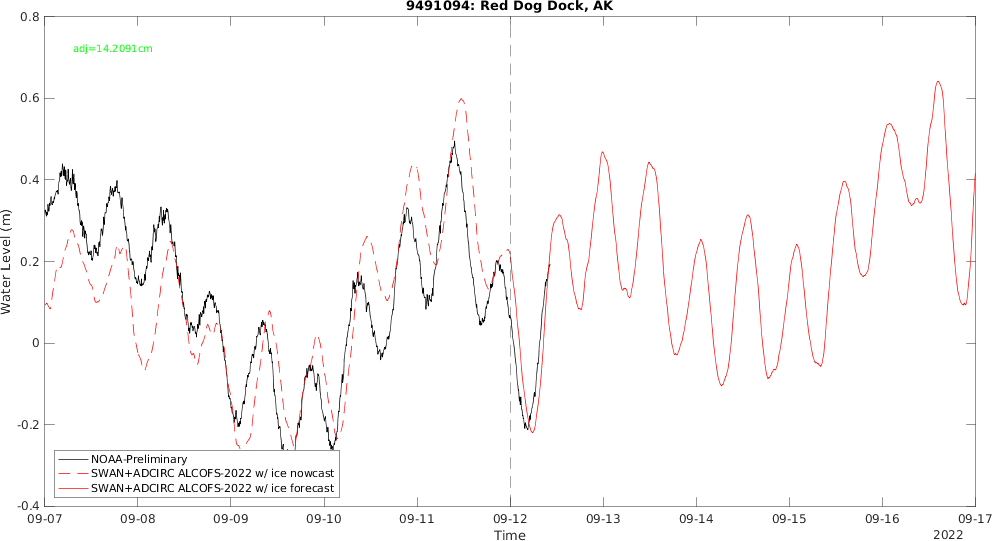 9491094: Red Dog Dock, AK
adj=14.2091cm
Water Level (m)
0.8
0.6
0.4
0.2
0
-0.2
-0.4
NOAA-Preliminary
SWAN+ADCIRC ALCOFS-2022 w/ ice nowcast
SWAN+ADCIRC ALCOFS-2022 w/ ice forecast
09-07 09-08 09-09 09-10 09-11 09-12 09-13 09-14 09-15 09-16 09-17
Time
2022